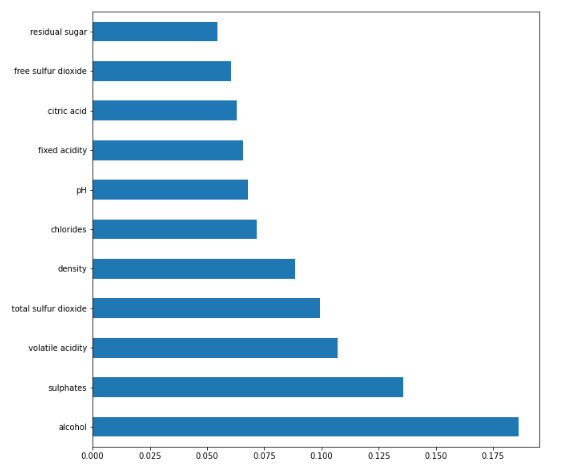 residual sugar
free sulfur dioxide
citric acid
fixed acidity
pH
chlorides
density
total sulfur dioxide
volatile acidity
sulphates
alcohol
0.000 0.025 0.050 0.075 0.100 0.125 0.150 0.175